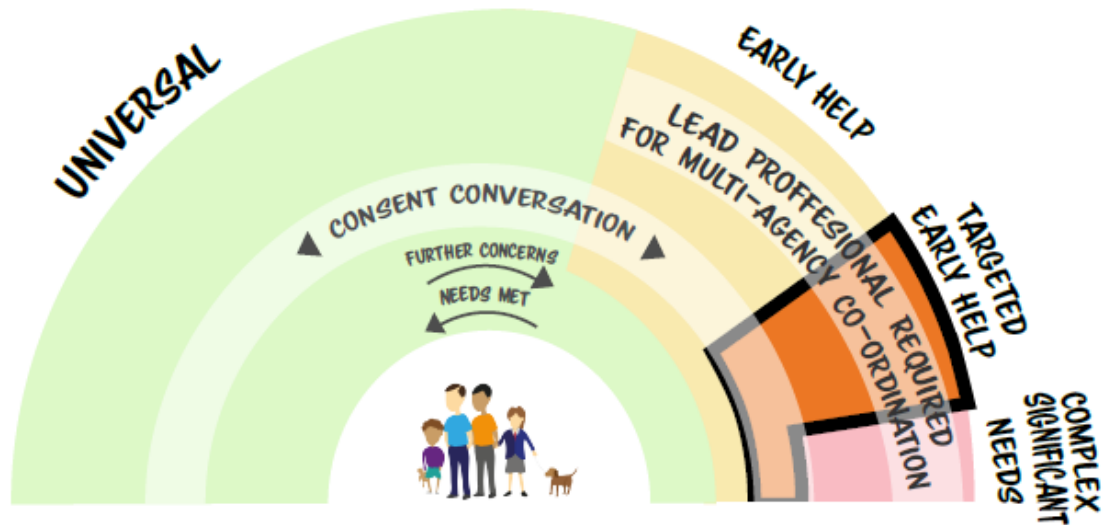 UNIVERSAL
EARLY HELP
LEAD PROFFESIONAL REQUIRED
FOR MULTI-AGENCY CO-ORDINATION
CONSENT CONVERSATION
FURTHER CONCERNS
NEEDS MET
TARGETED
EARLY HELP
COMPLEX
SIGNIFICANT
NEEDS